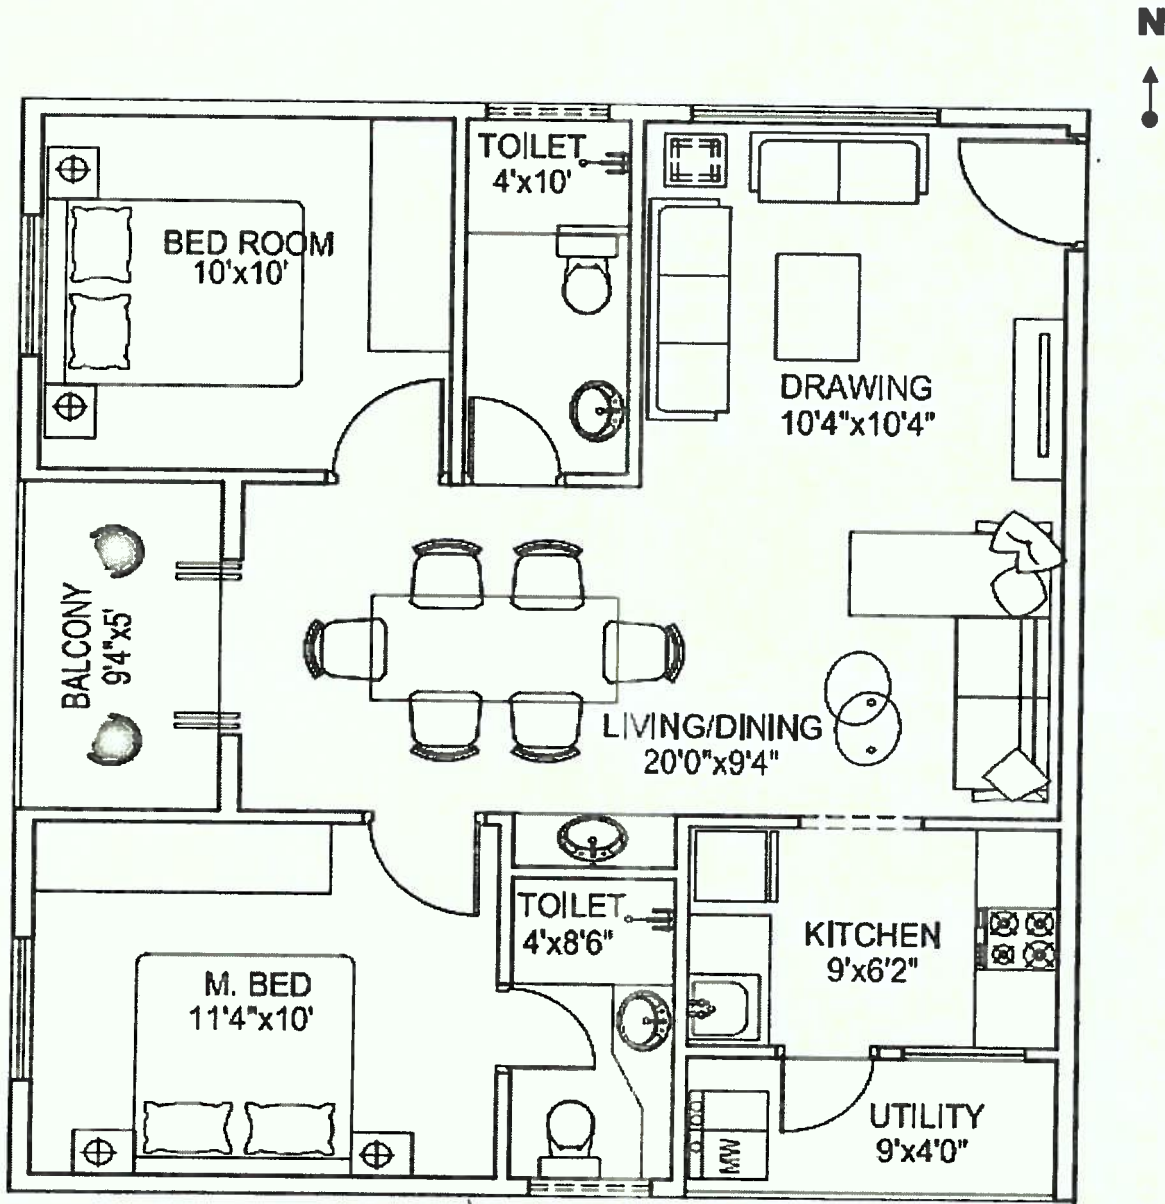 N
TOILET
4'x10'
BED ROOM
10'x10'
DRAWING
10'4"x10'4"
BALCONY
9'4"x5'
LIVING/DINING
20'0"x9'4"
TOILET
4'x8'6"
KITCHEN
9'x6'2"
M. BED
11'4"x10'
UTILITY
9'x4'0"
MW